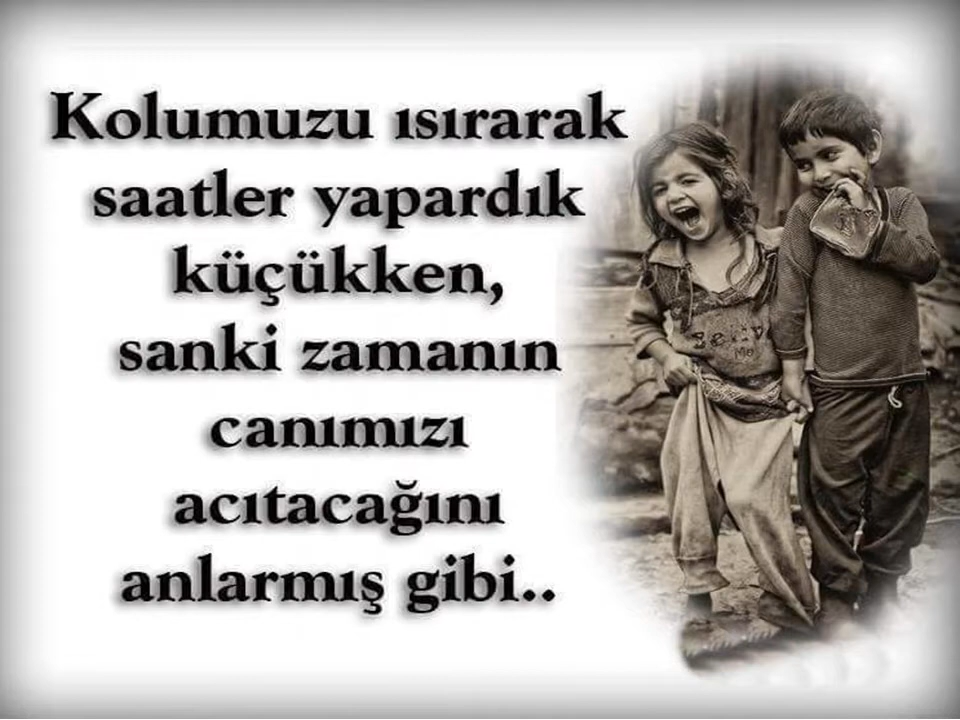 Kolumuzu ısırarak
saatler yapardık
küçükken,
sanki zamanın
canımızı
acıtacağını
anlarmış gibi..